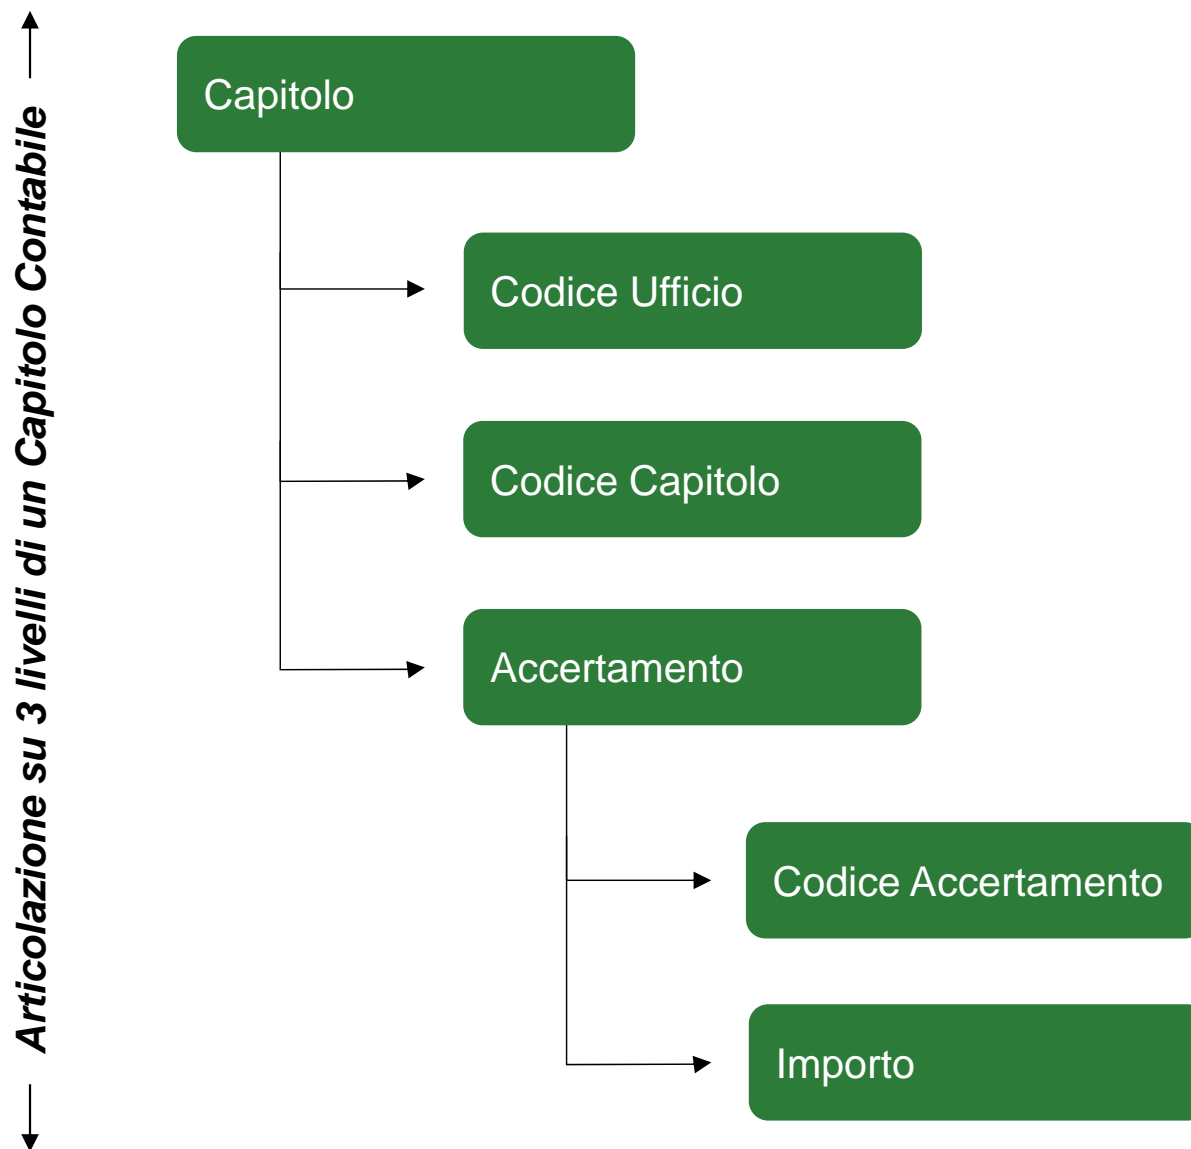 Articolazione su 3 livelli di un Capitolo Contabile
Capitolo
Codice Ufficio
Codice Capitolo
Accertamento
Codice Accertamento
Importo